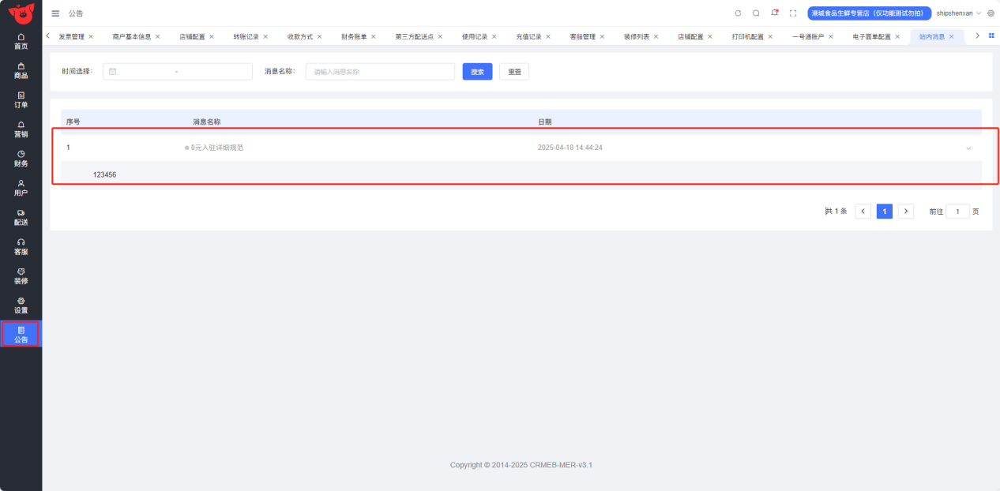 公告
港城食品生鲜专营店（仅功能测试勿拍）
shipshenxan
发票管理
商户基本信息
店铺配置
转账记录
收款方式
财务账单
第三方配送点
使用记录
充值记录
客服管理
装修列表
店铺配置
打印机配置
一号通账户
电子面单配置
站内消息
首页
商品
订单
营销
财务
用户
配送
客服
装修
设置
公告
时间选择：
-
消息名称：
请输入消息名称
搜索
重置
序号 消息名称 日期
1 0元入驻详细规范 2025-04-18 14:44:24
123456
共 1 条
1
前往 1 页
Copyright © 2014-2025 CRMEB-MER-v3.1